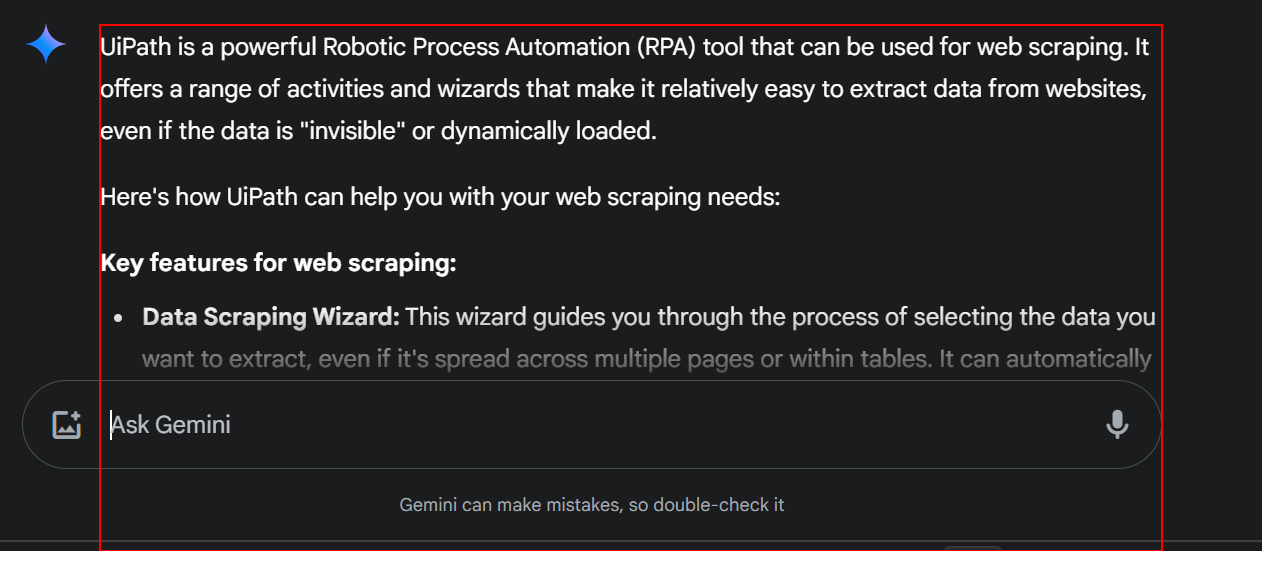 UiPath is a powerful Robotic Process Automation (RPA) tool that can be used for web scraping. It
offers a range of activities and wizards that make it relatively easy to extract data from websites,
even if the data is "invisible" or dynamically loaded.
Here's how UiPath can help you with your web scraping needs:
Key features for web scraping:
• Data Scraping Wizard: This wizard guides you through the process of selecting the data you
want to extract, even if it's spread across multiple pages or within tables. It can automatically
Ask Gemini
Gemini can make mistakes, so double-check it